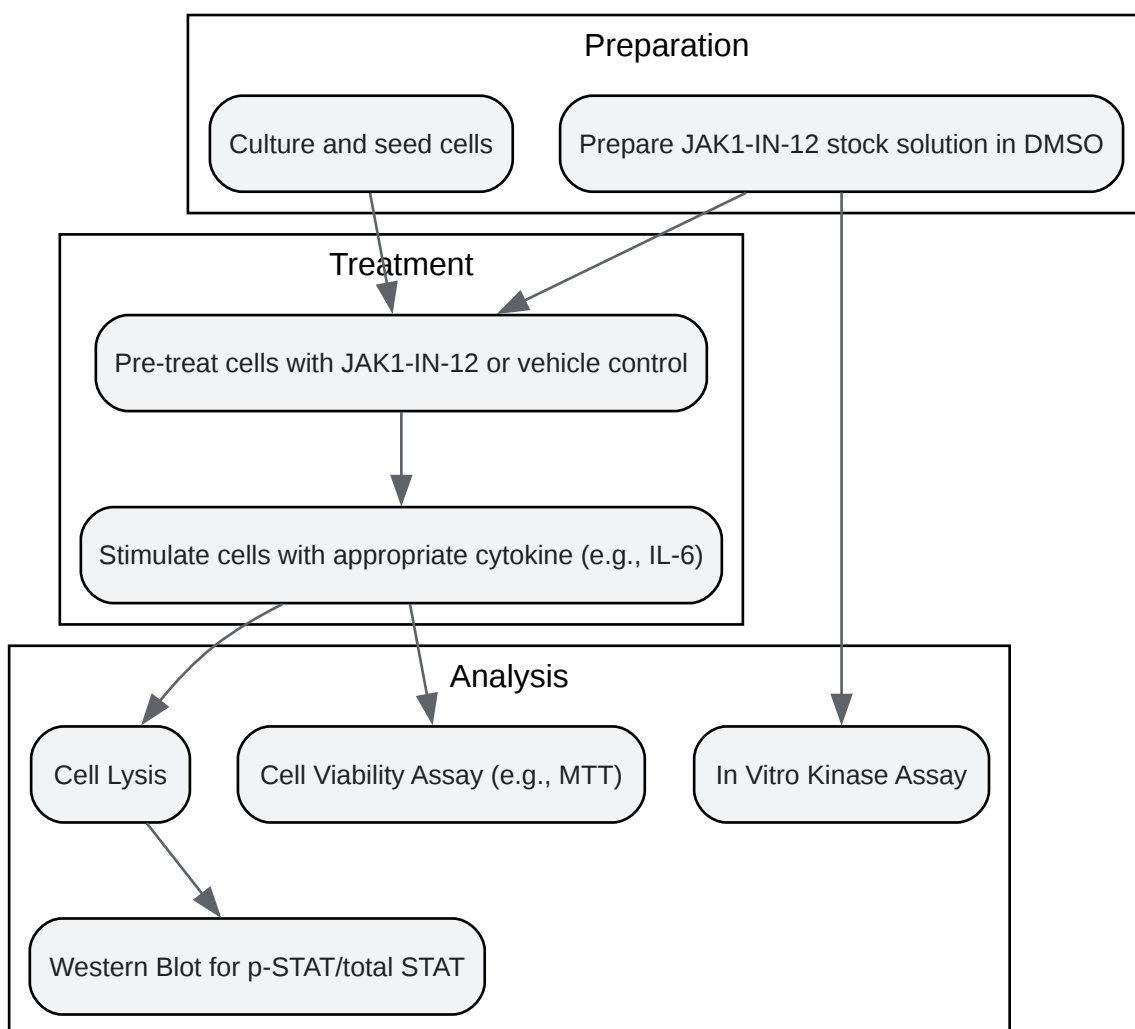 Preparation
Culture and seed cells
Prepare JAK1-IN-12 stock solution in DMSO
Treatment
Pre-treat cells with JAK1-IN-12 or vehicle control
Stimulate cells with appropriate cytokine (e.g., IL-6)
Analysis
Cell Lysis
Cell Viability Assay (e.g., MTT)
In Vitro Kinase Assay
Western Blot for p-STAT/total STAT